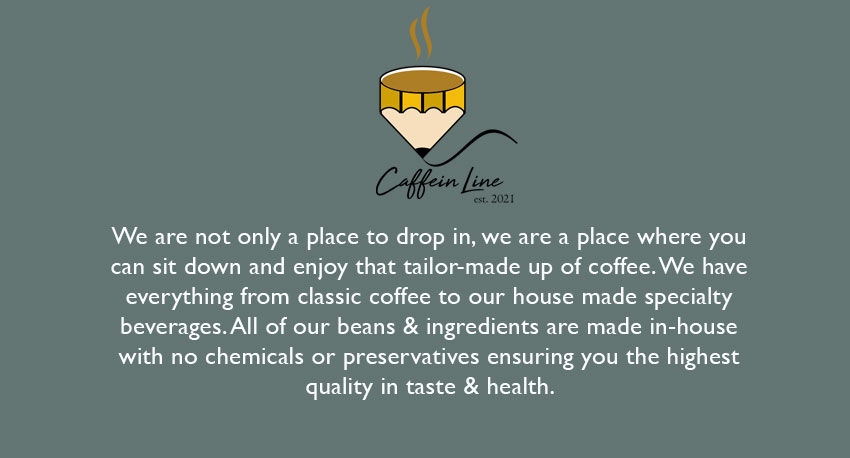 Caffein Line
est. 2021
We are not only a place to drop in, we are a place where you
can sit down and enjoy that tailor-made up of coffee. We have
everything from classic coffee to our house made specialty
beverages. All of our beans & ingredients are made in-house
with no chemicals or preservatives ensuring you the highest
quality in taste & health.